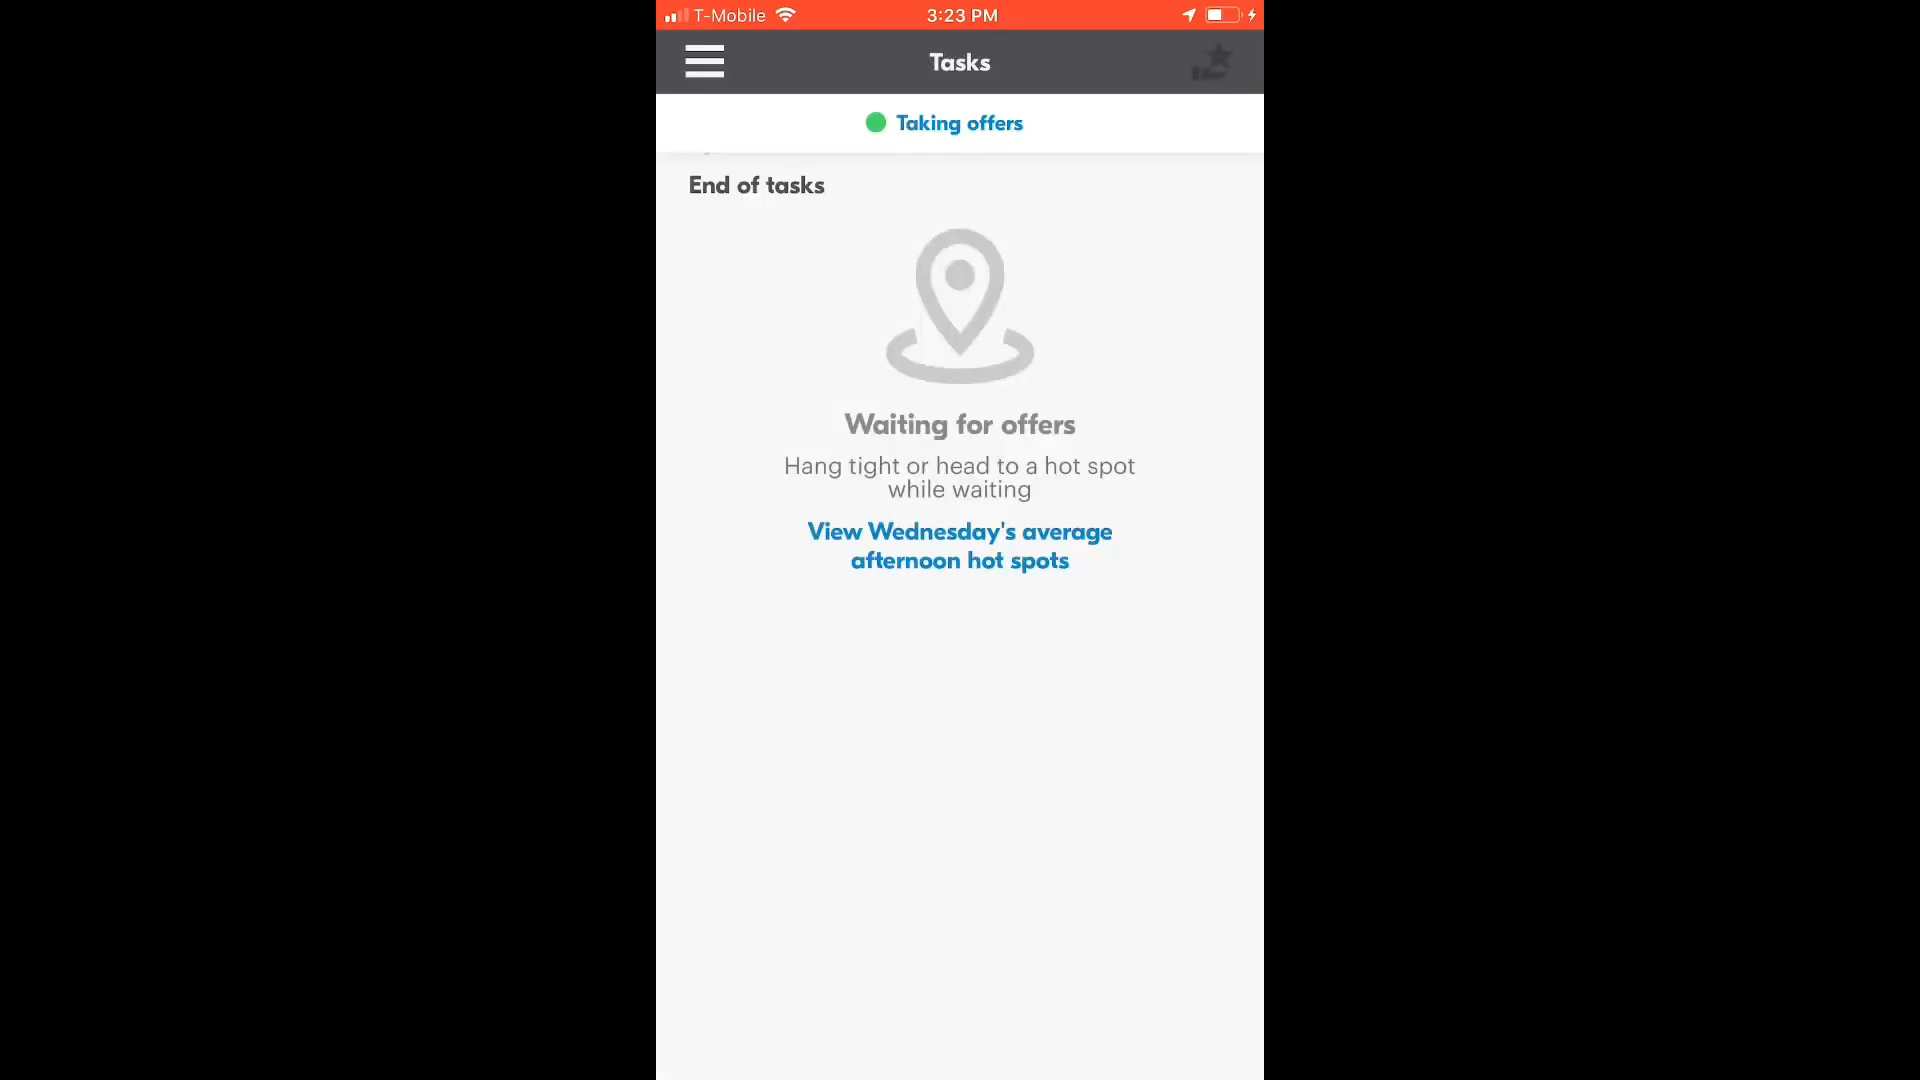 T-Mobile 3:23 PM
Tasks
Taking offers
End of tasks
Waiting for offers
Hang tight or head to a hot spot
while waiting
View Wednesday's average
afternoon hot spots